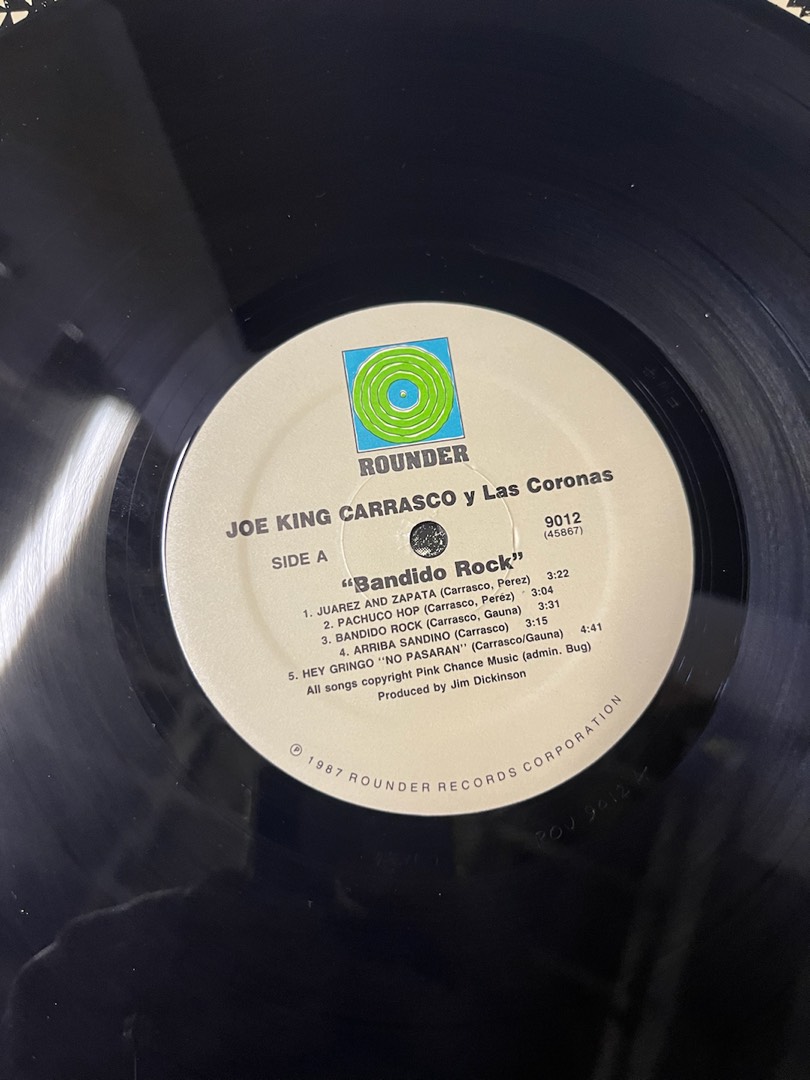 ROUNDER
JOE KING CARRASCO y Las Coronas
SIDE A
9012
(45867)
"Bandido Rock"
1. JUAREZ AND ZAPATA (Carrasco, Perez) 3:22
2. PACHUCO HOP (Carrasco, Perez) 3:04
3. BANDIDO ROCK (Carrasco, Gauna) 3:31
4. ARRIBA SANDINO (Carrasco) 3:15
5. HEY GRINGO "NO PASARAN" (Carrasco/Gauna) 4:41
All songs copyright Pink Chance Music (admin. Bug)
Produced by Jim Dickinson
℗ 1987 ROUNDER RECORDS CORPORATION